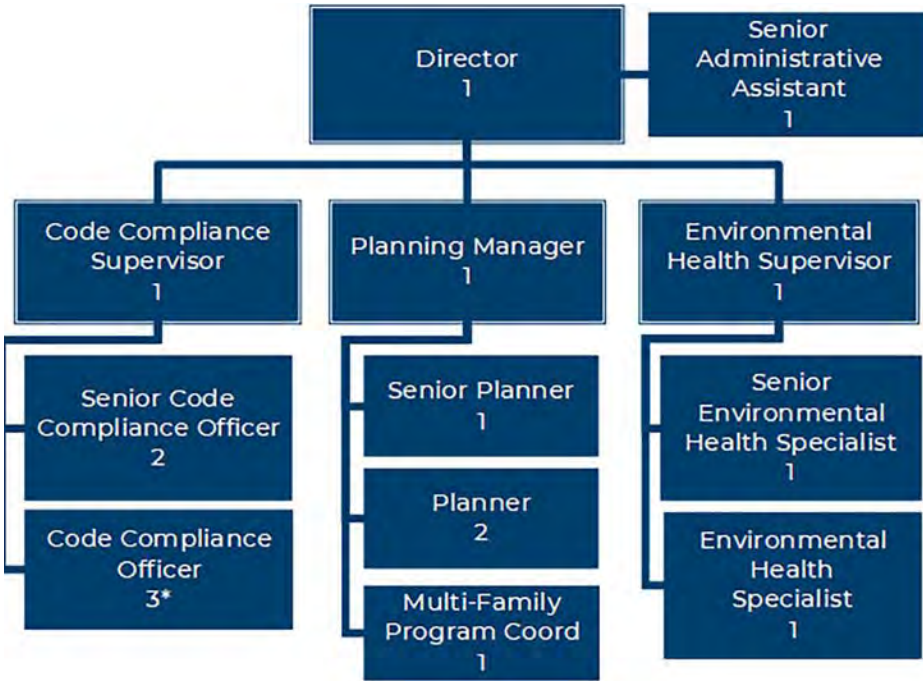 Director
1
Senior
Administrative
Assistant
1
Code Compliance
Supervisor
1
Planning Manager
1
Environmental
Health Supervisor
1
Senior Code
Compliance Officer
2
Code Compliance
Officer
3*
Senior Planner
1
Planner
2
Multi-Family
Program Coord
1
Senior
Environmental
Health Specialist
1
Environmental
Health
Specialist
1